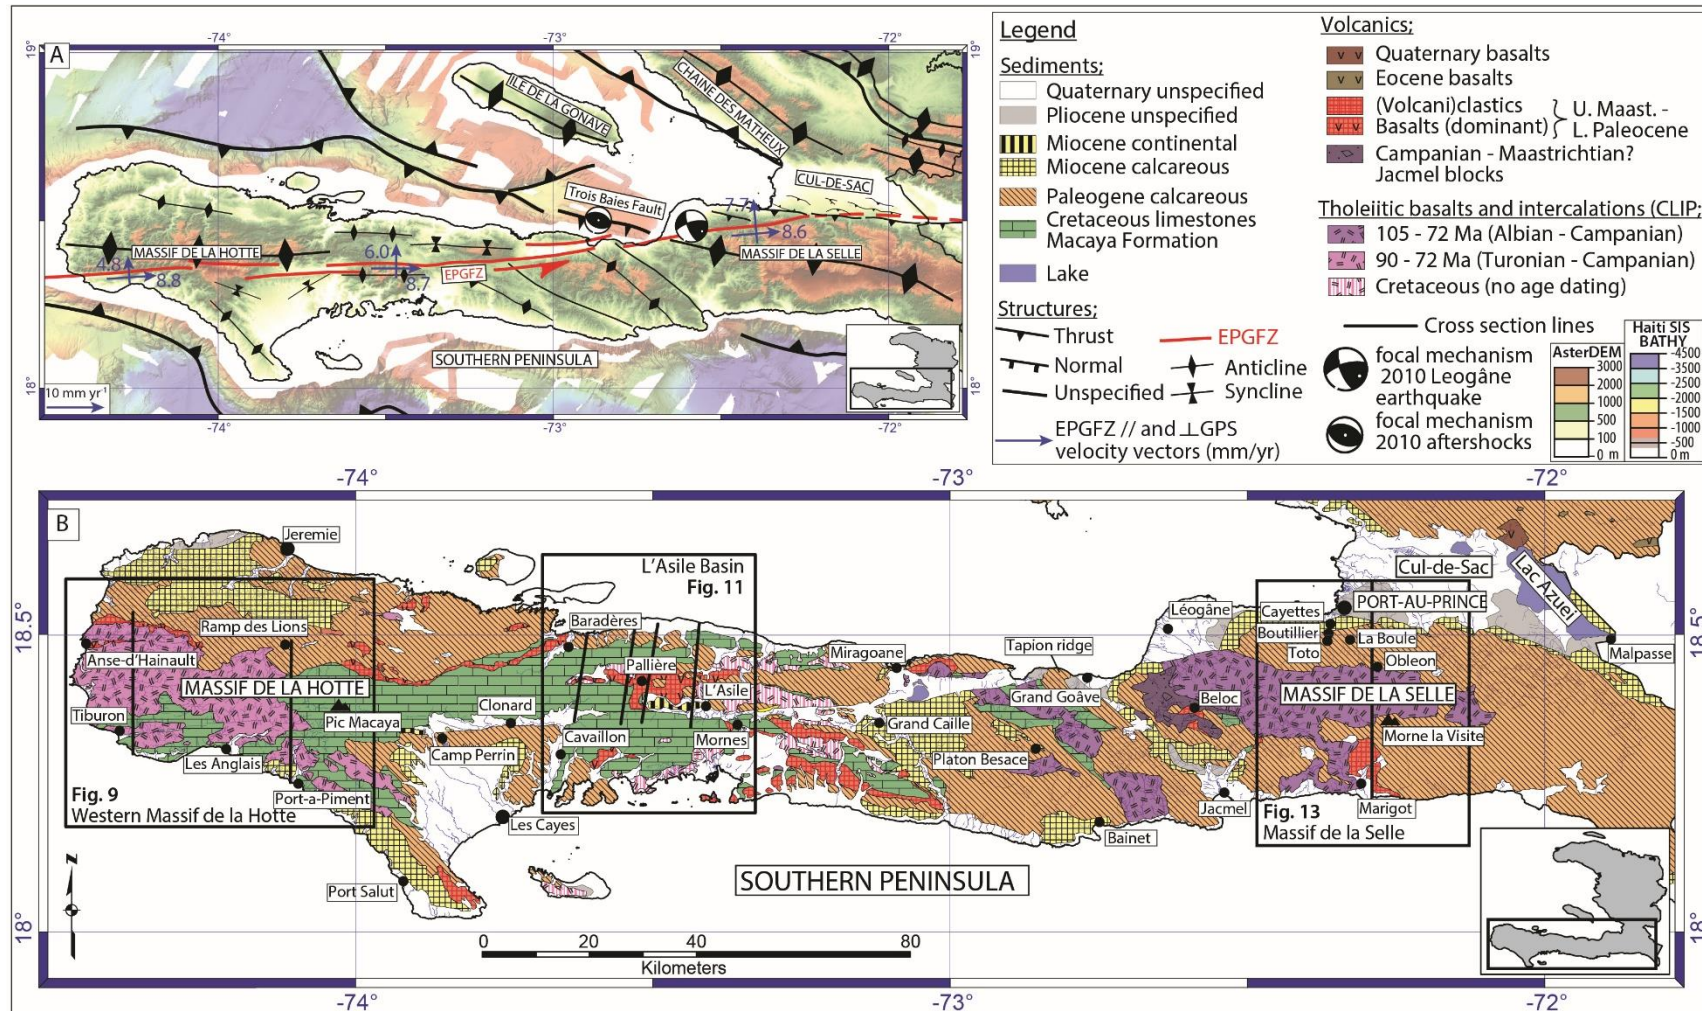 A
-74°
-73°
-72°
19°
19°
18°
18°
-74°
-73°
-72°
ILE DE LA GONAVE
CHAINE DES MATHEUX
CUL-DE-SAC
Trois Baies Fault
7.7
8.6
MASSIF DE LA HOTTE
MASSIF DE LA SELLE
4.8
8.8
6.0
8.7
EPGFZ
SOUTHERN PENINSULA
10 mm yr-1
Legend
Sediments;
Quaternary unspecified
Pliocene unspecified
Miocene continental
Miocene calcareous
Paleogene calcareous
Cretaceous limestones
Macaya Formation
Lake
Structures;
Thrust
Normal
Unspecified
EPGFZ
Anticline
Syncline
EPGFZ // and ⊥GPS
velocity vectors (mm/yr)
Volcanics;
Quaternary basalts
Eocene basalts
(Volcani)clastics
Basalts (dominant)
U. Maast. -
L. Paleocene
Campanian - Maastrichtian?
Jacmel blocks
Tholeiitic basalts and intercalations (CLIP;
105 - 72 Ma (Albian - Campanian)
90 - 72 Ma (Turonian - Campanian)
Cretaceous (no age dating)
Cross section lines
focal mechanism
2010 Leogâne
earthquake
focal mechanism
2010 aftershocks
AsterDEM
3000
2000
1000
500
100
0 m
Haiti SIS
BATHY
-4500
-3500
-2500
-2000
-1500
-1000
-500
0 m
B
-74°
-73°
-72°
18.5°
18.5°
18°
18°
-74°
-73°
-72°
Jeremie
L'Asile Basin
Fig. 11
Cul-de-Sac
Lac Azuei
Ramp des Lions
Baradères
Léogâne
Cayettes
PORT-AU-PRINCE
Boutillier
La Boule
Toto
Malpasse
Anse-d'Hainault
Miragoane
Tapion ridge
Obleon
Pallière
MASSIF DE LA HOTTE
L'Asile
Grand Goâve
MASSIF DE LA SELLE
Beloc
Tiburon
Pic Macaya
Clonard
Grand Caille
Morne la Visite
Cavaillon
Mornes
Camp Perrin
Platon Besace
Les Anglais
Port-a-Piment
Jacmel
Marigot
Fig. 9
Western Massif de la Hotte
Les Cayes
Bainet
Fig. 13
Massif de la Selle
Port Salut
SOUTHERN PENINSULA
N
0 20 40 80
Kilometers